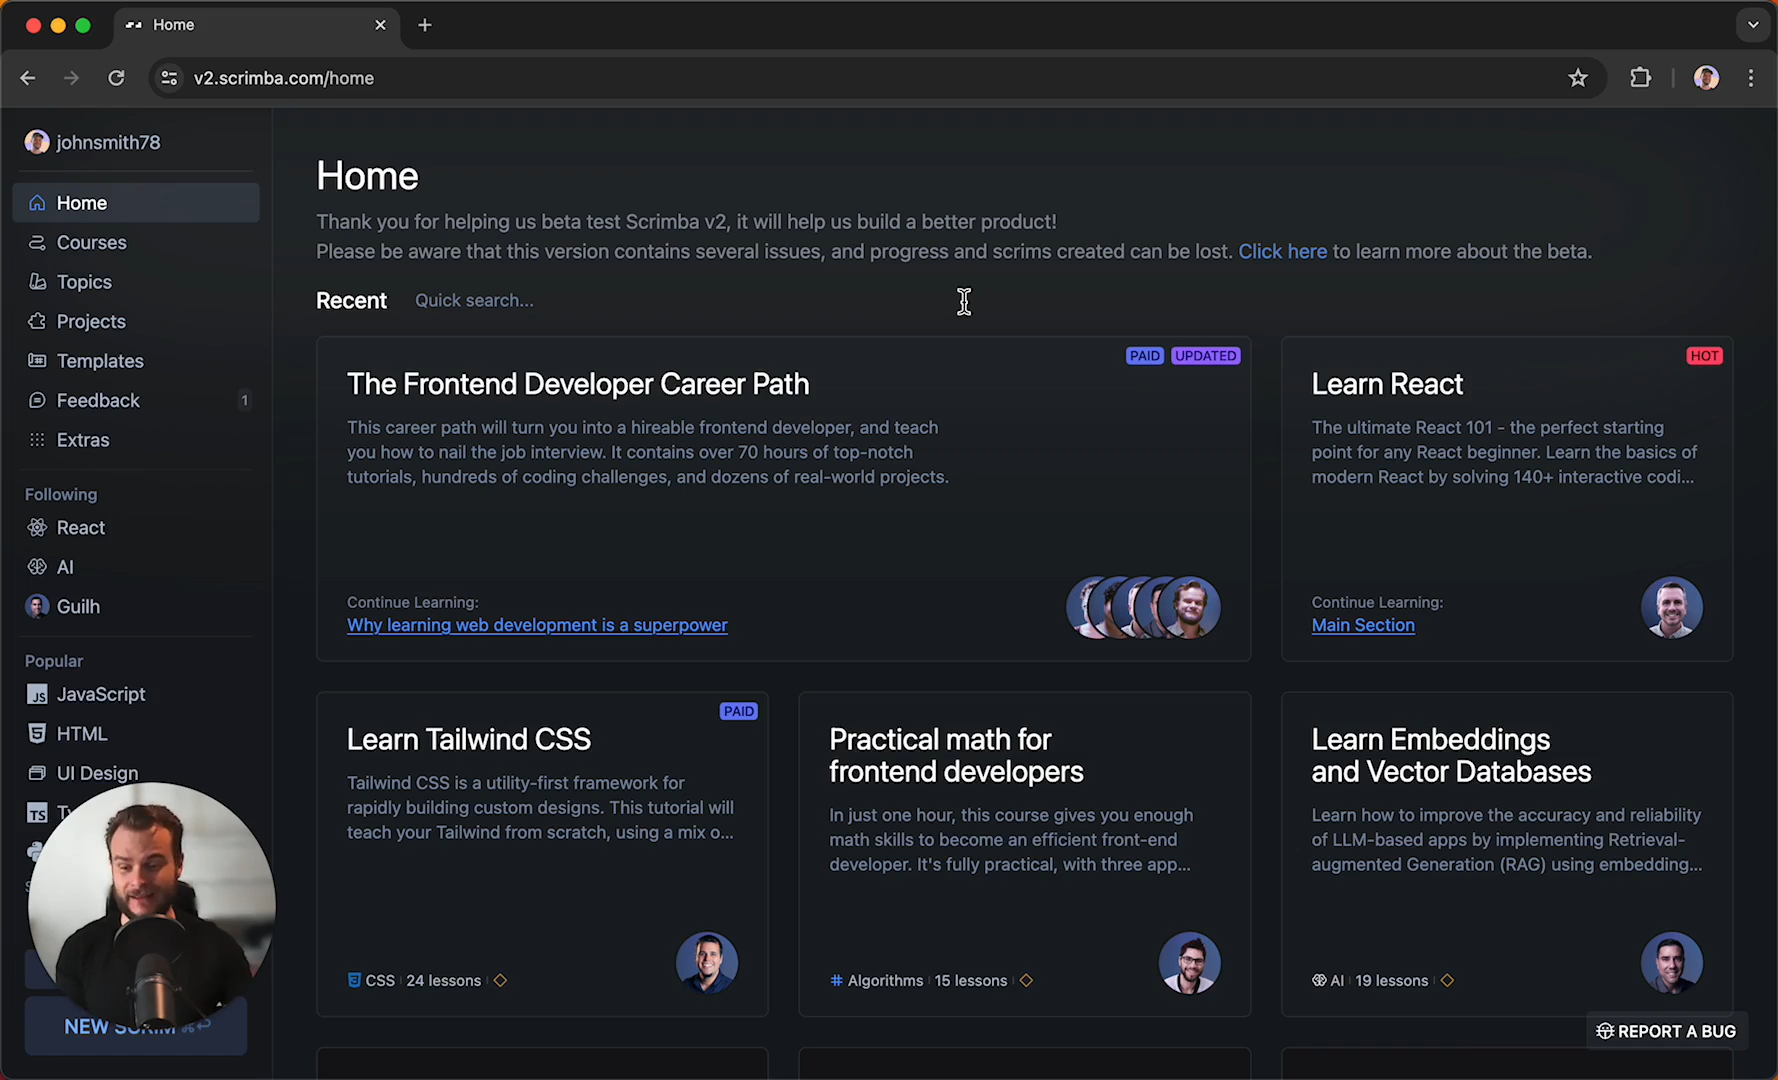 Home
v2.scrimba.com/home
johnsmith78
Home
Courses
Topics
Projects
Templates
Feedback 1
Extras
Following
React
AI
Guilh
Popular
JavaScript
HTML
UI Design
TS
NEW SCRIM ⌘↩
Home
Thank you for helping us beta test Scrimba v2, it will help us build a better product!
Please be aware that this version contains several issues, and progress and scrims created can be lost. Click here to learn more about the beta.
Recent Quick search...
PAID UPDATED
The Frontend Developer Career Path
This career path will turn you into a hireable frontend developer, and teach
you how to nail the job interview. It contains over 70 hours of top-notch
tutorials, hundreds of coding challenges, and dozens of real-world projects.
Continue Learning:
Why learning web development is a superpower
HOT
Learn React
The ultimate React 101 - the perfect starting
point for any React beginner. Learn the basics of
modern React by solving 140+ interactive codi...
Continue Learning:
Main Section
PAID
Learn Tailwind CSS
Tailwind CSS is a utility-first framework for
rapidly building custom designs. This tutorial will
teach your Tailwind from scratch, using a mix o...
CSS 24 lessons
Practical math for
frontend developers
In just one hour, this course gives you enough
math skills to become an efficient front-end
developer. It's fully practical, with three app...
# Algorithms 15 lessons
Learn Embeddings
and Vector Databases
Learn how to improve the accuracy and reliability
of LLM-based apps by implementing Retrieval-
augmented Generation (RAG) using embedding...
AI 19 lessons
REPORT A BUG